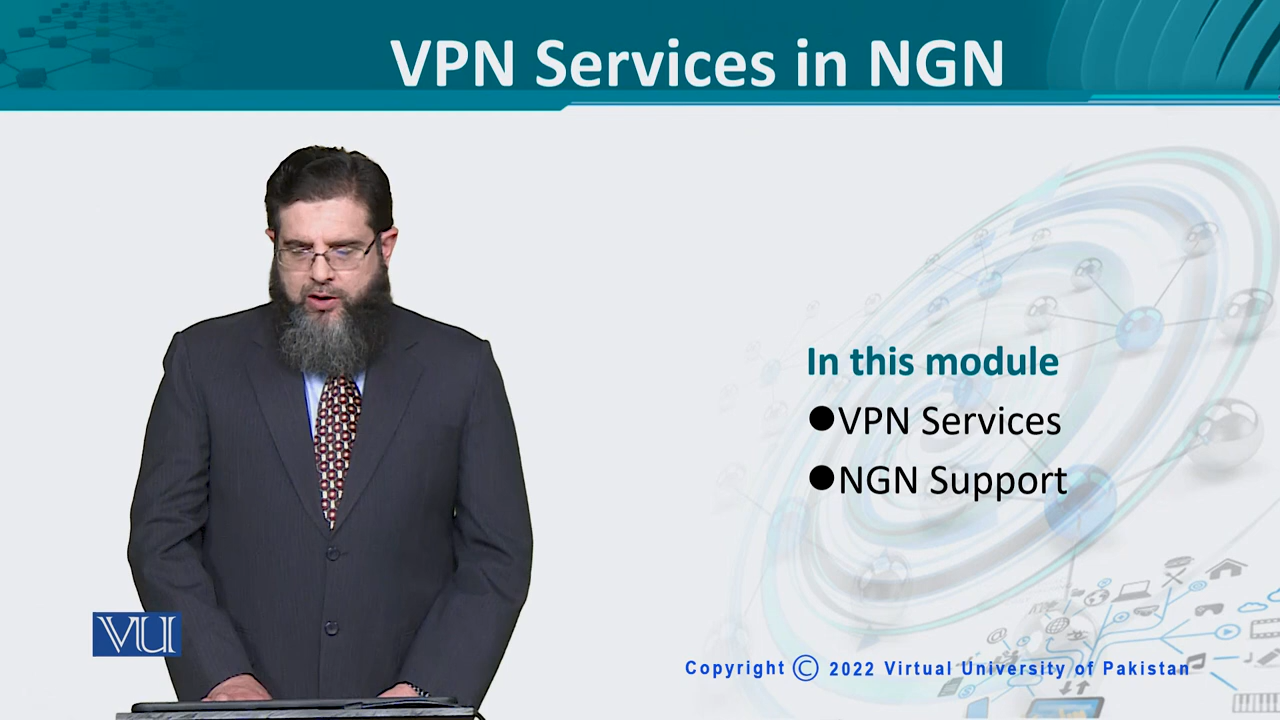 VPN Services in NGN
In this module
●VPN Services
●NGN Support
VU
Copyright © 2022 Virtual University of Pakistan